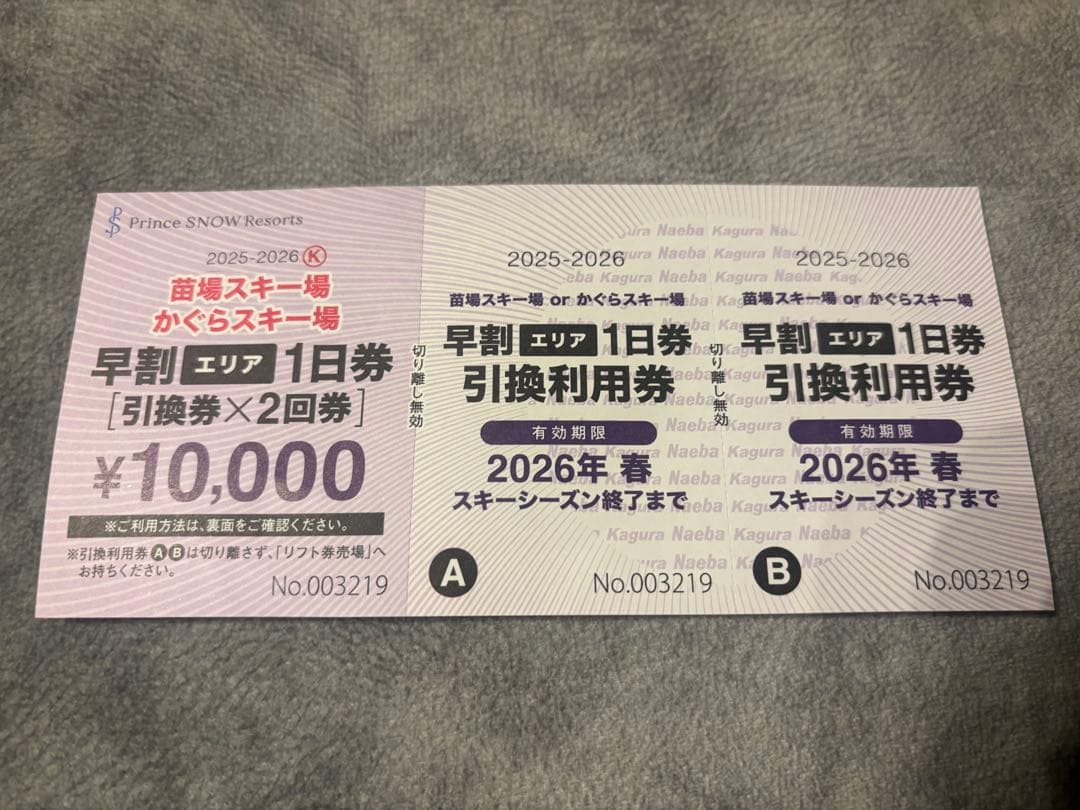 Prince SNOW Resorts
2025-2026 Ⓚ
苗場スキー場
かぐらスキー場
早割 エリア 1日券
[引換券×2回券]
¥10,000
※ご利用方法は、裏面をご確認ください。
※引換利用券ⒶⒷは切り離さず、「リフト券売場」へ
お持ちください。
No.003219
切り離し無効
2025-2026
苗場スキー場 or かぐらスキー場
早割 エリア 1日券
引換利用券
有効期限
2026年 春
スキーシーズン終了まで
A
No.003219
切り離し無効
2025-2026
苗場スキー場 or かぐらスキー場
早割 エリア 1日券
引換利用券
有効期限
2026年 春
スキーシーズン終了まで
B
No.003219